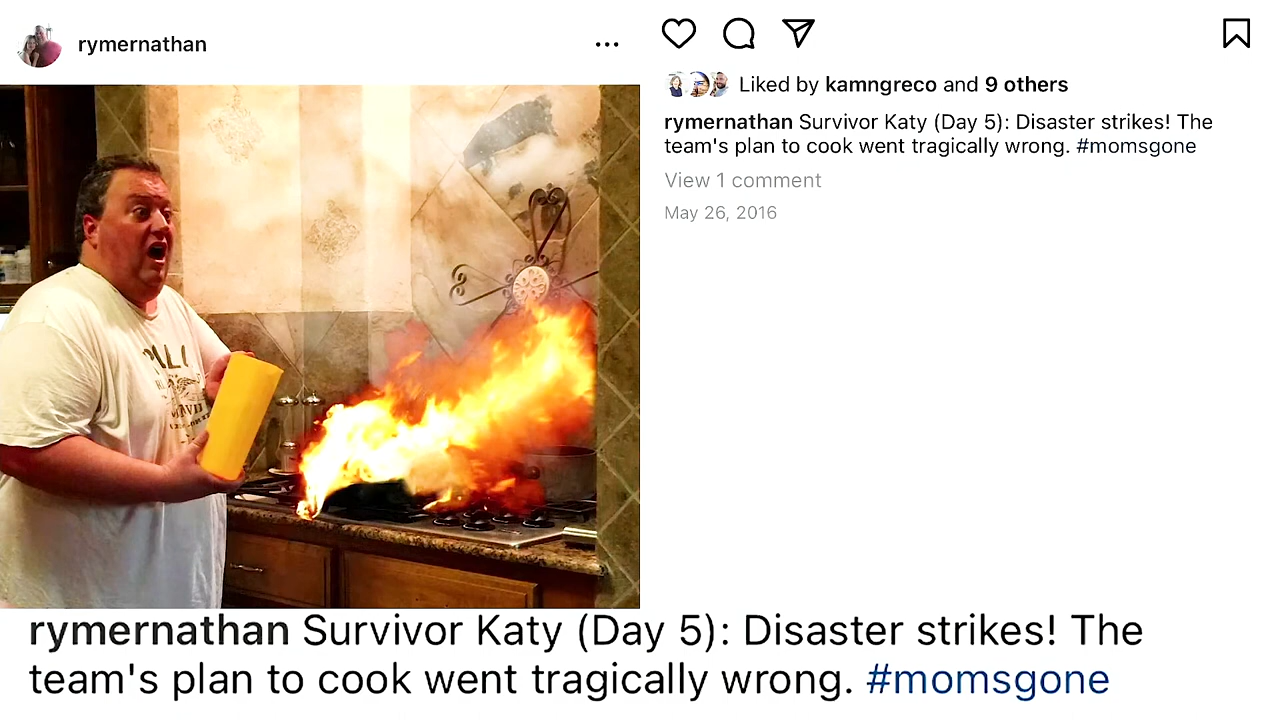 rymernathan
Liked by kamngreco and 9 others
rymernathan Survivor Katy (Day 5): Disaster strikes! The
team's plan to cook went tragically wrong. #momsgone
View 1 comment
May 26, 2016
rymernathan Survivor Katy (Day 5): Disaster strikes! The
team's plan to cook went tragically wrong. #momsgone